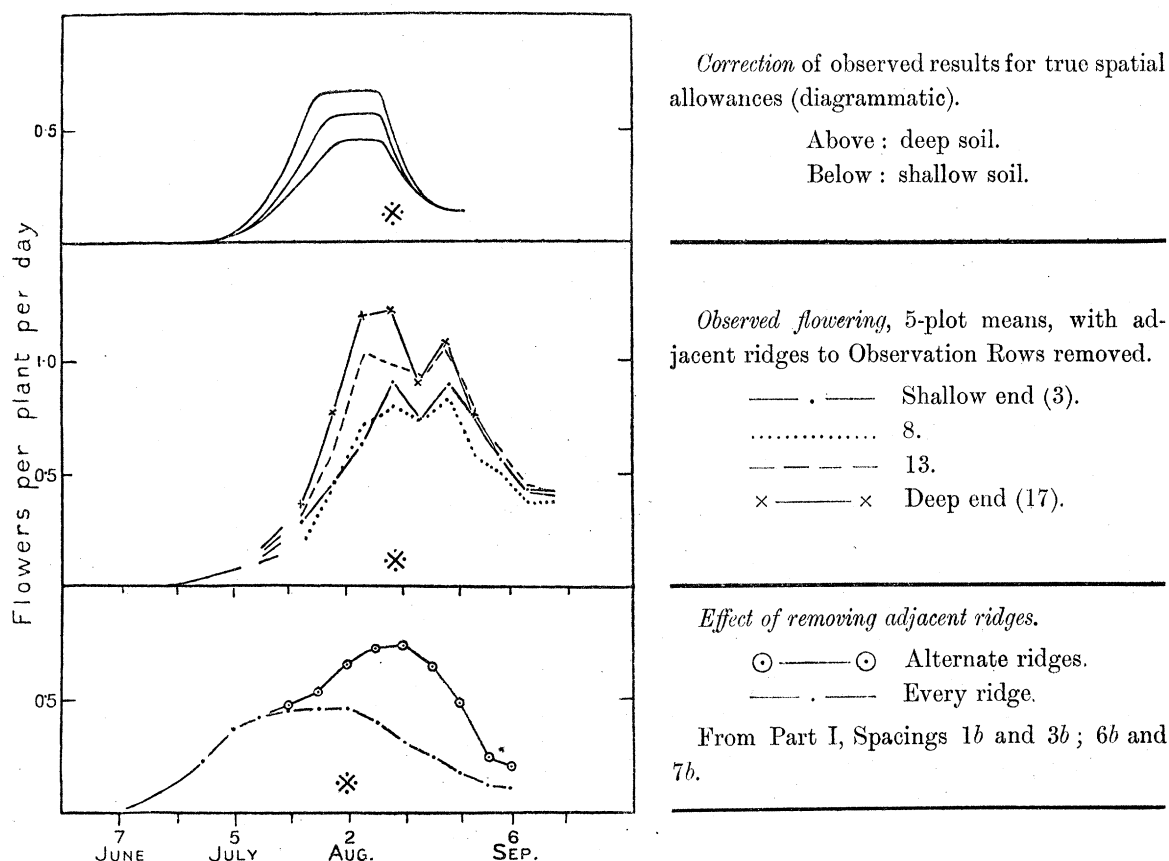 Flowers per plant per day
0·5
1·0
0·5
0·5
7
5
2
6
JUNE
JULY
AUG.
SEP.
Correction of observed results for true spatial
allowances (diagrammatic).
Above : deep soil.
Below : shallow soil.
Observed flowering, 5-plot means, with ad-
jacent ridges to Observation Rows removed.
Shallow end (3).
8.
13.
Deep end (17).
Effect of removing adjacent ridges.
Alternate ridges.
Every ridge.
From Part I, Spacings 1b and 3b ; 6b and
7b.